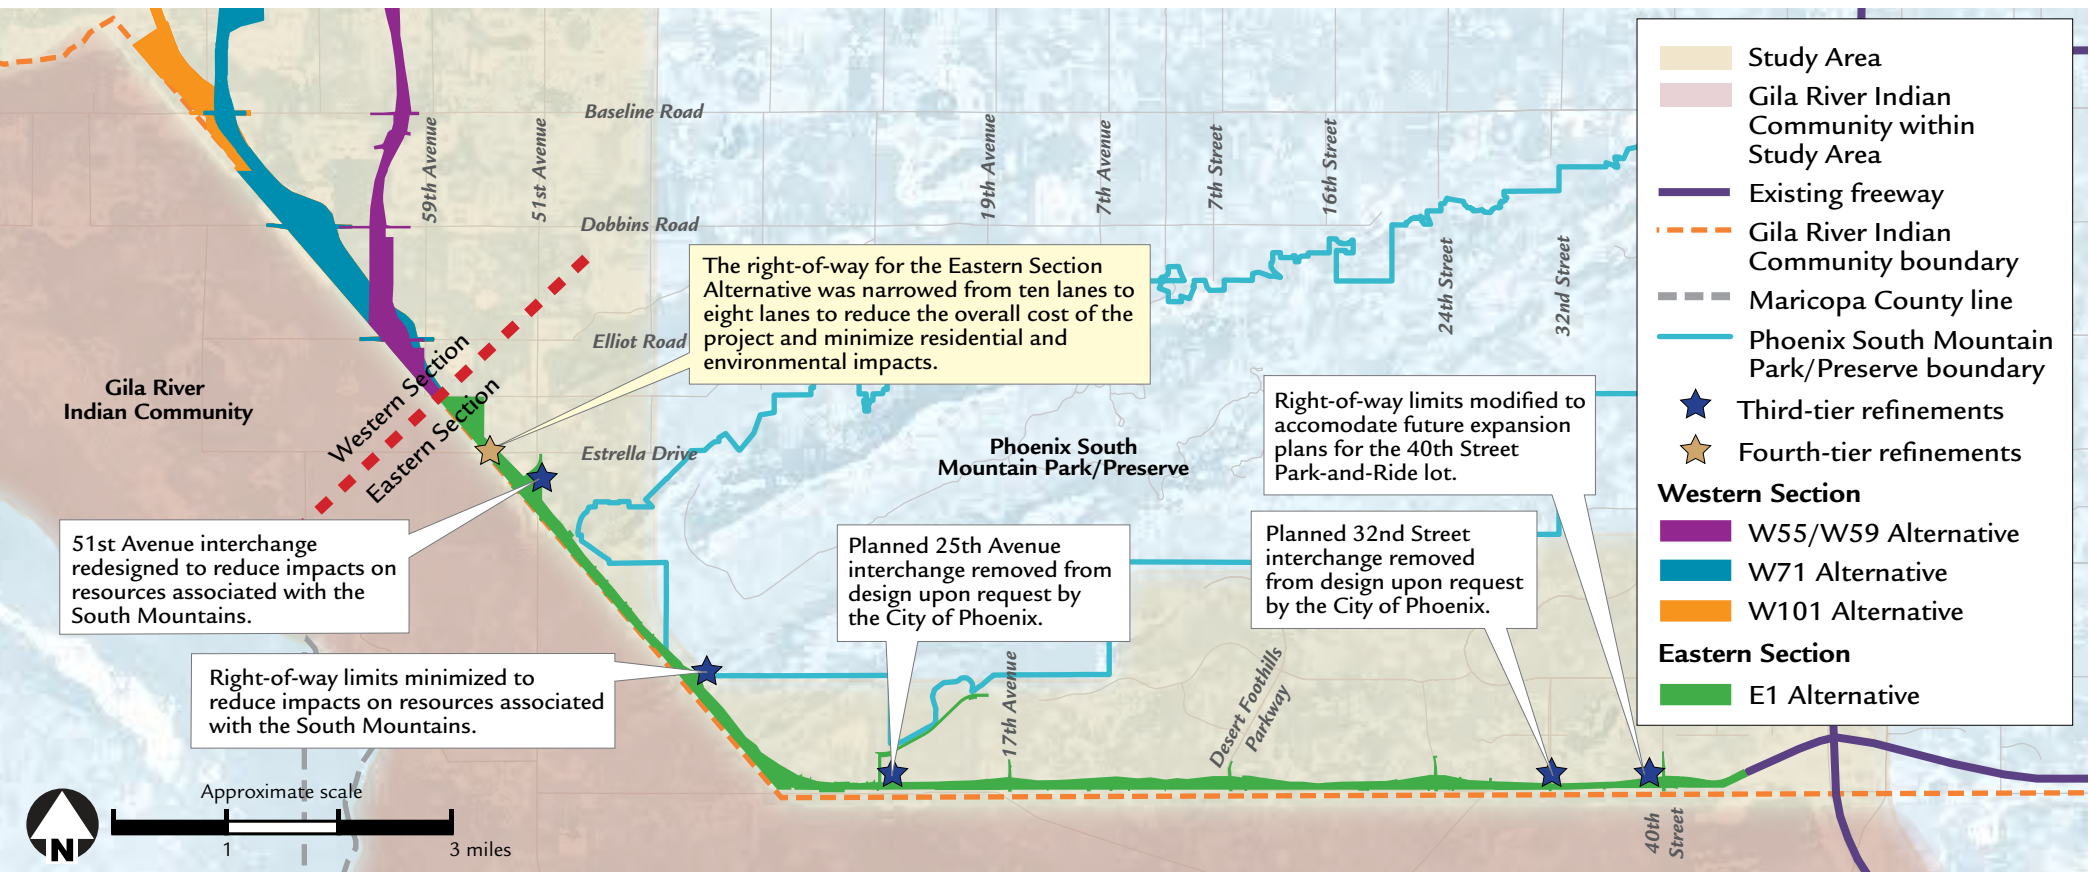 Baseline Road
59th Avenue
51st Avenue
19th Avenue
7th Avenue
7th Street
16th Street
24th Street
32nd Street
Dobbins Road
Elliot Road
Estrella Drive
The right-of-way for the Eastern Section
Alternative was narrowed from ten lanes to
eight lanes to reduce the overall cost of the
project and minimize residential and
environmental impacts.
Western Section
Eastern Section
Gila River
Indian Community
Phoenix South
Mountain Park/Preserve
Right-of-way limits modified to
accomodate future expansion
plans for the 40th Street
Park-and-Ride lot.
51st Avenue interchange
redesigned to reduce impacts on
resources associated with the
South Mountains.
Planned 25th Avenue
interchange removed from
design upon request by
the City of Phoenix.
Planned 32nd Street
interchange removed
from design upon request
by the City of Phoenix.
Right-of-way limits minimized to
reduce impacts on resources associated
with the South Mountains.
17th Avenue
Desert Foothills
Parkway
40th
Street
Approximate scale
N
1
3 miles
Study Area
Gila River Indian
Community within
Study Area
Existing freeway
Gila River Indian
Community boundary
Maricopa County line
Phoenix South Mountain
Park/Preserve boundary
Third-tier refinements
Fourth-tier refinements
Western Section
W55/W59 Alternative
W71 Alternative
W101 Alternative
Eastern Section
E1 Alternative